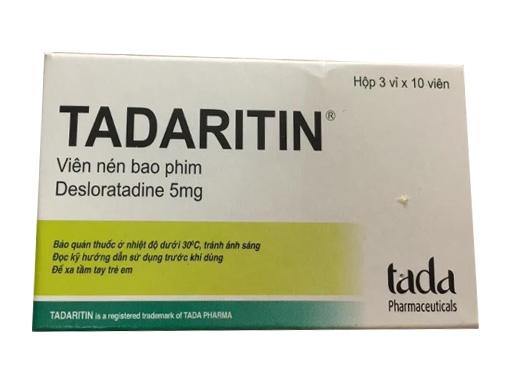 Hộp 3 vỉ x 10 viên
TADARITIN®
Viên nén bao phim
Desloratadine 5mg
Bảo quản thuốc ở nhiệt độ dưới 30⁰C, tránh ánh sáng
Đọc kỹ hướng dẫn sử dụng trước khi dùng
Để xa tầm tay trẻ em
tada
Pharmaceuticals
TADARITIN is a registered trademark of TADA PHARMA